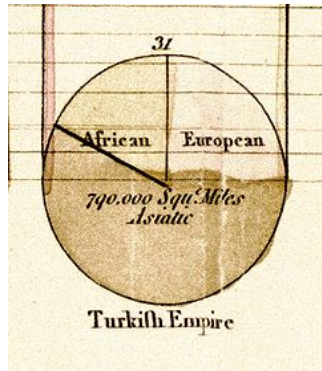 31
African European
790.000 Squ.ᵉ Miles
Asiatic
Turkiſh Empire